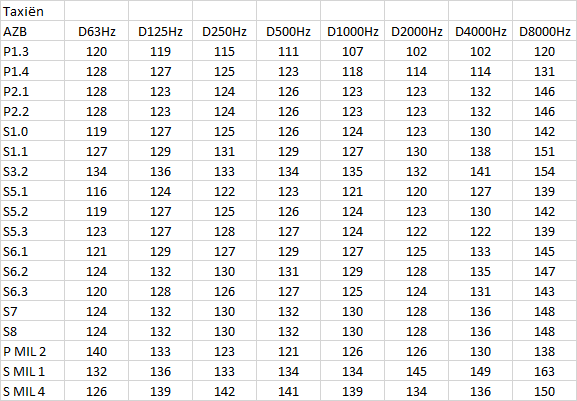 Taxiën
AZB D63Hz D125Hz D250Hz D500Hz D1000Hz D2000Hz D4000Hz D8000Hz
P1.3 120 119 115 111 107 102 102 120
P1.4 128 127 125 123 118 114 114 131
P2.1 128 123 124 126 123 123 132 146
P2.2 128 123 124 126 123 123 132 146
S1.0 119 127 125 126 124 123 130 142
S1.1 127 129 131 129 127 130 138 151
S3.2 134 136 133 134 135 132 141 154
S5.1 116 124 122 123 121 120 127 139
S5.2 119 127 125 126 124 123 130 142
S5.3 123 127 128 127 124 122 122 139
S6.1 121 129 127 129 127 125 133 145
S6.2 124 132 130 131 129 128 135 147
S6.3 120 128 126 127 125 124 131 143
S7 124 132 130 132 130 128 136 148
S8 124 132 130 132 130 128 136 148
P MIL 2 140 133 123 121 126 126 130 138
S MIL 1 132 136 133 134 134 145 149 163
S MIL 4 126 139 142 141 139 134 136 150